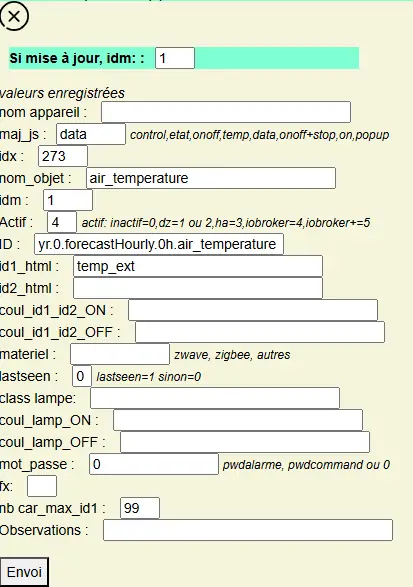 Si mise à jour, idm: : 1
valeurs enregistrées
nom appareil :
maj_js : data control,etat,onoff,temp,data,onoff+stop,on,popup
idx : 273
nom_objet : air_temperature
idm : 1
Actif : 4 actif: inactif=0,dz=1 ou 2,ha=3,iobroker=4,iobroker+=5
ID : yr.0.forecastHourly.0h.air_temperature
id1_html : temp_ext
id2_html :
coul_id1_id2_ON :
coul_id1_id2_OFF :
materiel : zwave, zigbee, autres
lastseen : 0 lastseen=1 sinon=0
class lampe:
coul_lamp_ON :
coul_lamp_OFF :
mot_passe : 0 pwdalarme, pwdcommand ou 0
fx:
nb car_max_id1 : 99
Observations :
Envoi